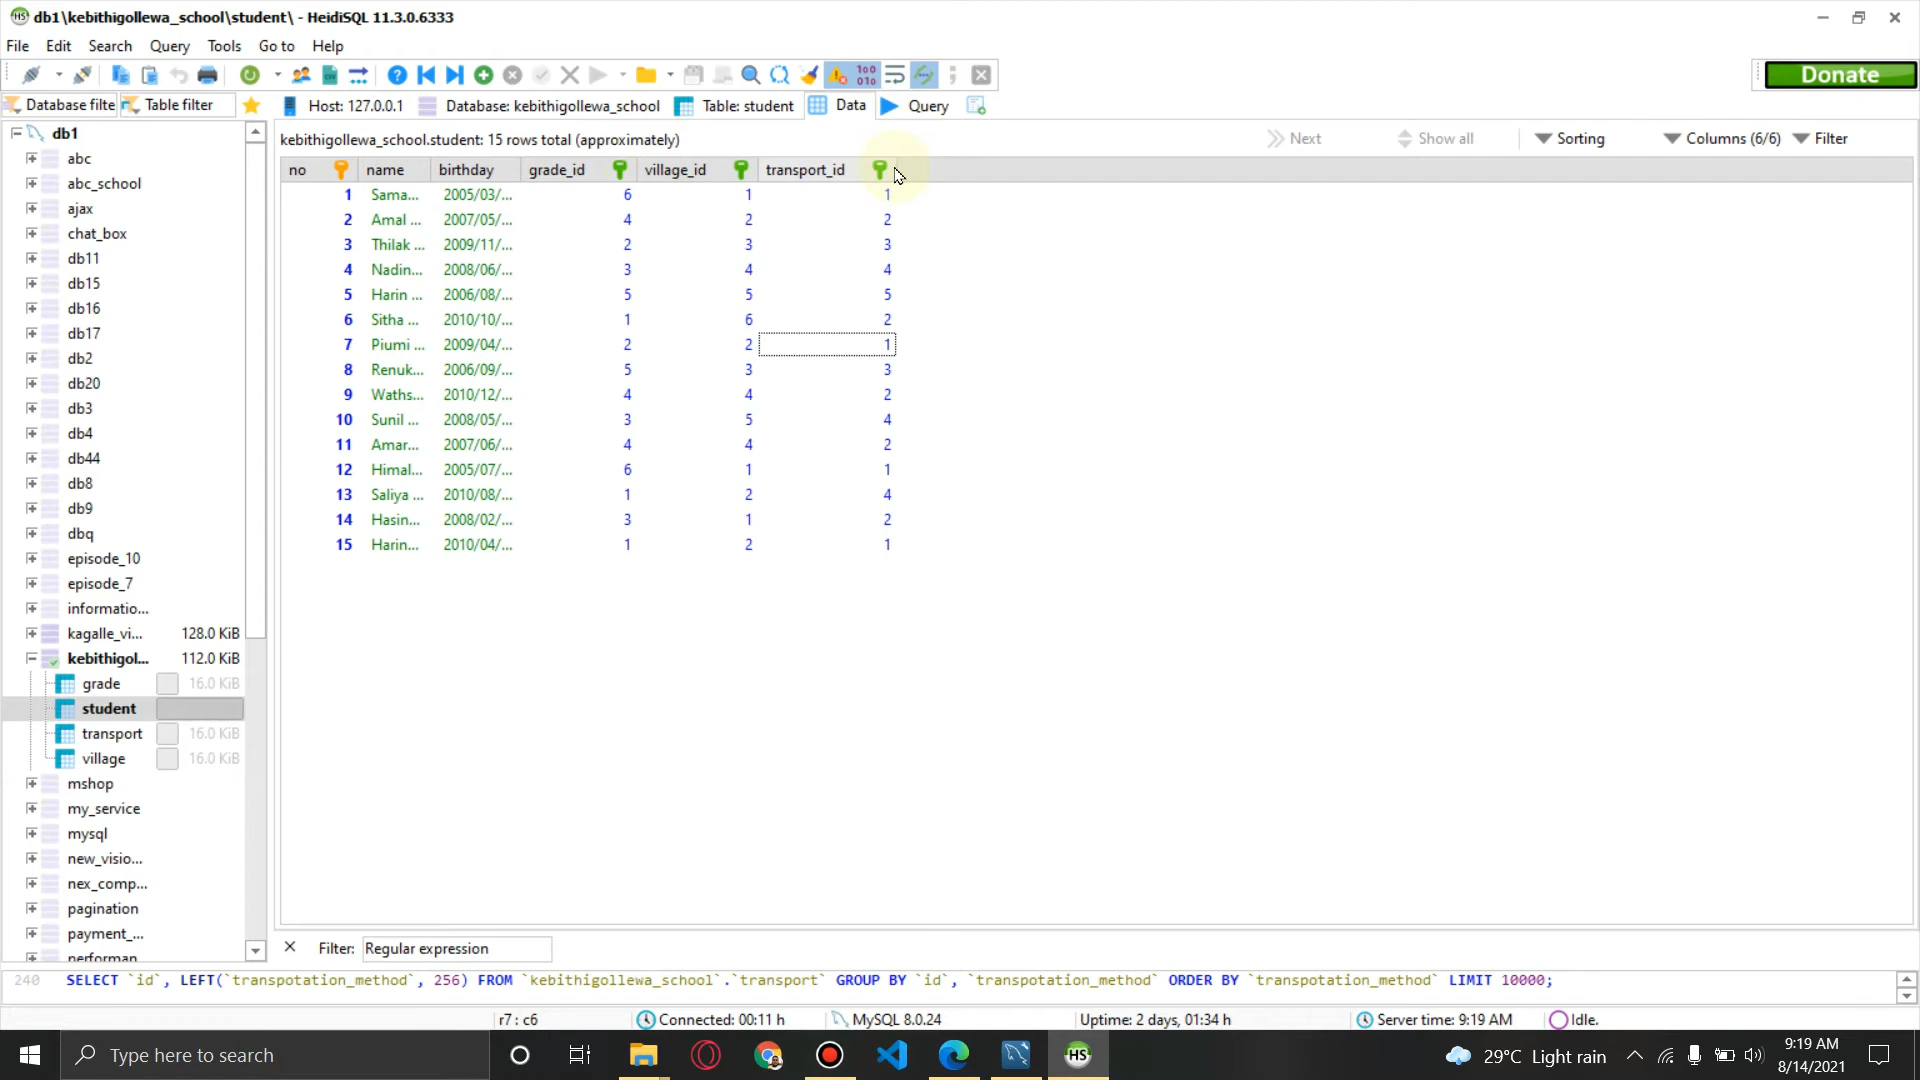 db1\kebithigollewa_school\student\ - HeidiSQL 11.3.0.6333
File Edit Search Query Tools Go to Help
Donate
Database filte Table filter Host: 127.0.0.1 Database: kebithigollewa_school Table: student Data Query
kebithigollewa_school.student: 15 rows total (approximately) Next Show all Sorting Columns (6/6) Filter
no name birthday grade_id village_id transport_id
1 Sama... 2005/03/... 6 1 1
2 Amal ... 2007/05/... 4 2 2
3 Thilak ... 2009/11/... 2 3 3
4 Nadin... 2008/06/... 3 4 4
5 Harin ... 2006/08/... 5 5 5
6 Sitha ... 2010/10/... 1 6 2
7 Piumi ... 2009/04/... 2 2 1
8 Renuk... 2006/09/... 5 3 3
9 Waths... 2010/12/... 4 4 2
10 Sunil ... 2008/05/... 3 5 4
11 Amar... 2007/06/... 4 4 2
12 Himal... 2005/07/... 6 1 1
13 Saliya ... 2010/08/... 1 2 4
14 Hasin... 2008/02/... 3 1 2
15 Harin... 2010/04/... 1 2 1
db1
abc
abc_school
ajax
chat_box
db11
db15
db16
db17
db2
db20
db3
db4
db44
db8
db9
dbq
episode_10
episode_7
informatio...
kagalle_vi... 128.0 KiB
kebithigol... 112.0 KiB
grade 16.0 KiB
student
transport 16.0 KiB
village 16.0 KiB
mshop
my_service
mysql
new_visio...
nex_comp...
pagination
payment_...
performan
Filter: Regular expression
240 SELECT `id`, LEFT(`transpotation_method`, 256) FROM `kebithigollewa_school`.`transport` GROUP BY `id`, `transpotation_method` ORDER BY `transpotation_method` LIMIT 10000;
r7 : c6 Connected: 00:11 h MySQL 8.0.24 Uptime: 2 days, 01:34 h Server time: 9:19 AM Idle.
Type here to search HS 29°C Light rain 9:19 AM
8/14/2021